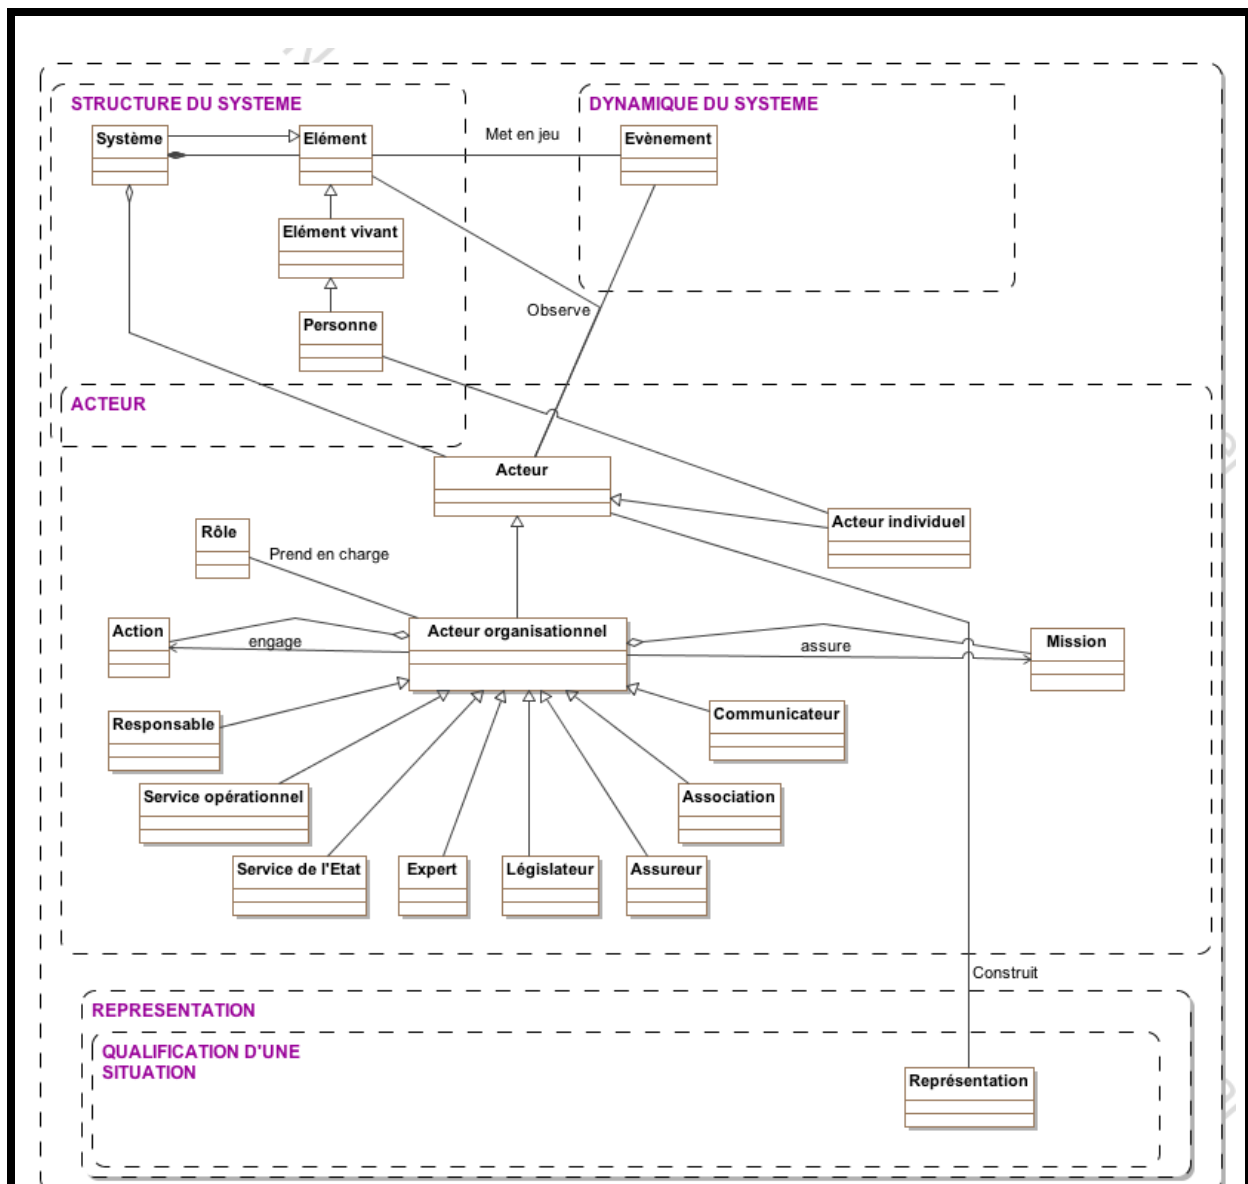 STRUCTURE DU SYSTEME
DYNAMIQUE DU SYSTEME
Système
Elément
Met en jeu
Evènement
Elément vivant
Observe
Personne
ACTEUR
Acteur
Acteur individuel
Rôle
Prend en charge
Action
engage
Acteur organisationnel
assure
Mission
Responsable
Communicateur
Service opérationnel
Association
Service de l'Etat
Expert
Législateur
Assureur
Construit
REPRESENTATION
QUALIFICATION D'UNE
SITUATION
Représentation